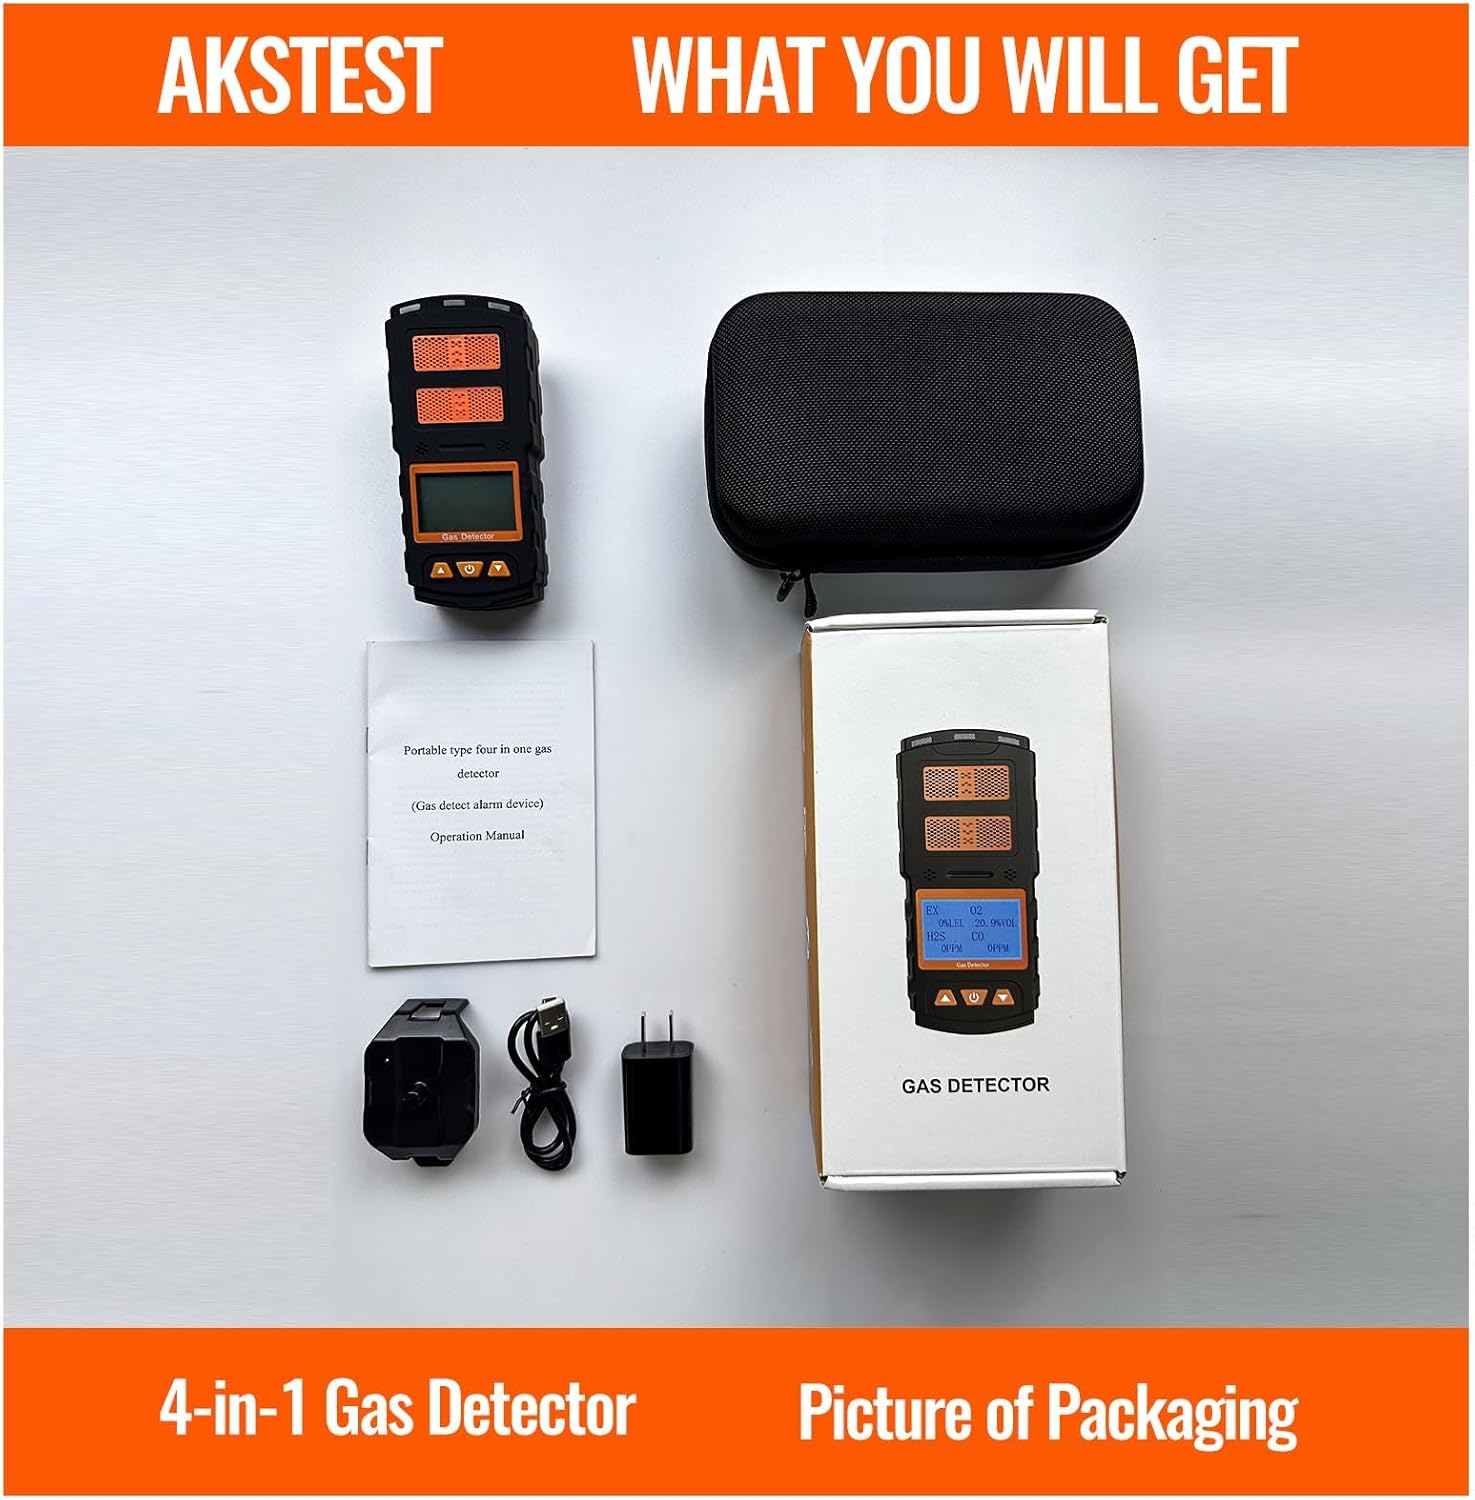 AKSTEST
WHAT YOU WILL GET
Gas Detector
Portable type four in one gas
detector
(Gas detect alarm device)
Operation Manual
EX O2
0%LEL 20.9%VOL
H2S CO
0PPM 0PPM
Gas Detector
GAS DETECTOR
4-in-1 Gas Detector
Picture of Packaging